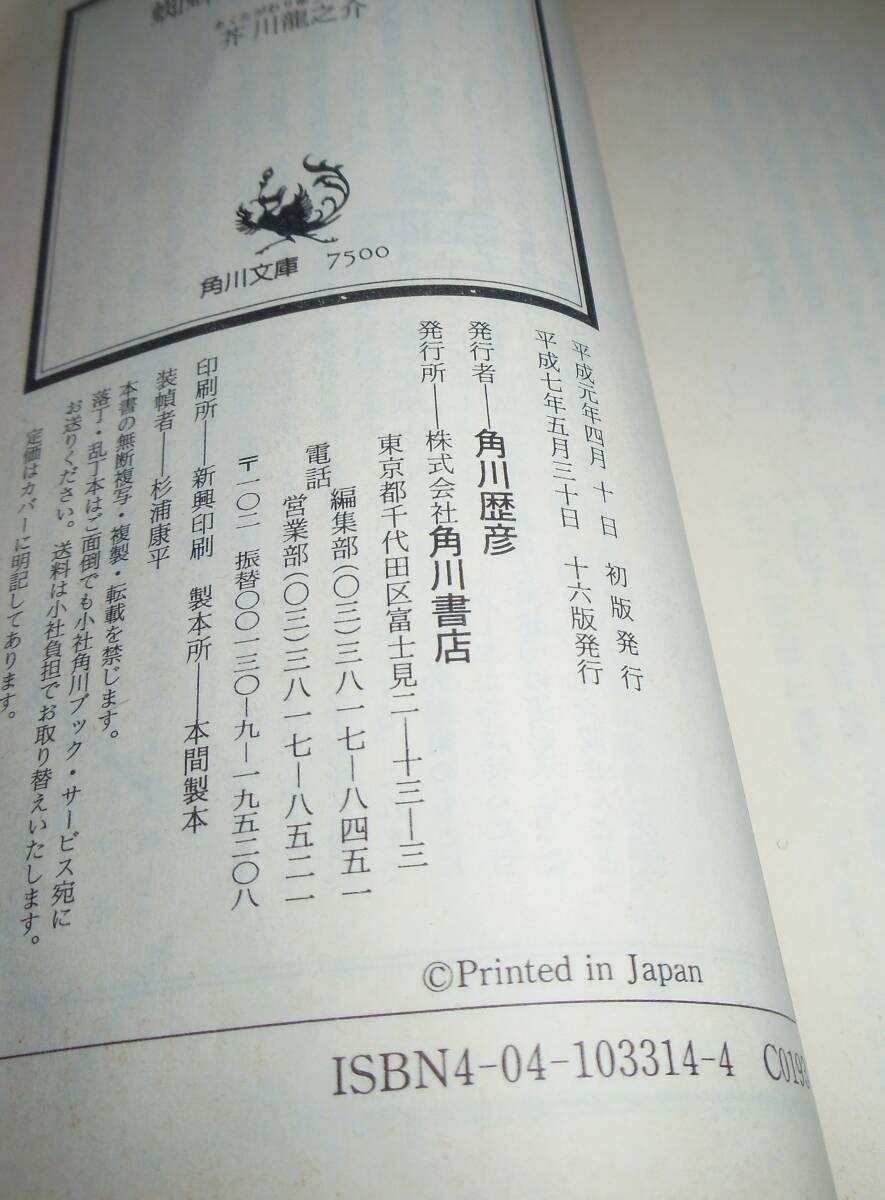 あくたがわりゅう
芥川龍之介
角川文庫 7500
平成元年四月 十 日 初版発行
平成七年五月三十日 十六版発行
発行者―角川歴彦
発行所―株式会社角川書店
東京都千代田区富士見二―十三―三
電話
編集部(〇三)三八一七―八四五一
営業部(〇三)三八一七―八五二一
〒一〇二 振替〇〇一三〇―九―一九五二〇八
印刷所―新興印刷 製本所―本間製本
装幀者―杉浦康平
本書の無断複写・複製・転載を禁じます。
落丁・乱丁本はご面倒でも小社角川ブック・サービス宛に
お送りください。送料は小社負担でお取り替えいたします。
定価はカバーに明記してあります。
©Printed in Japan
ISBN4-04-103314-4 C0193